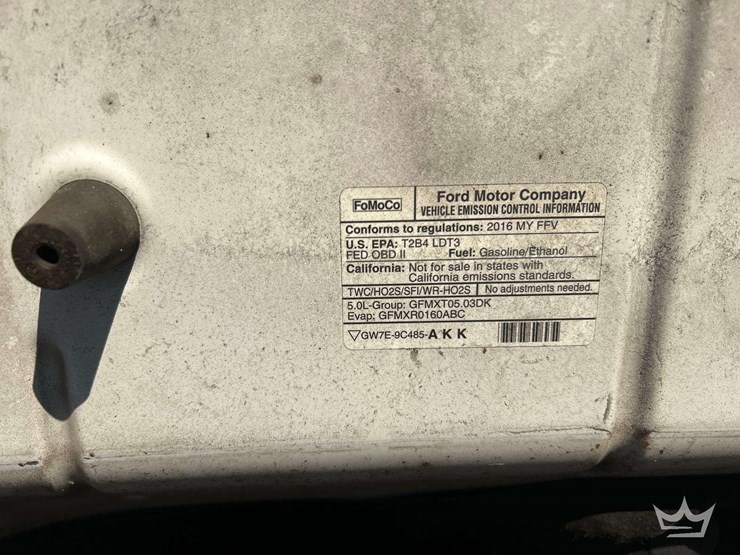 FoMoCo
Ford Motor Company
VEHICLE EMISSION CONTROL INFORMATION
Conforms to regulations: 2016 MY FFV
U.S. EPA: T2B4 LDT3
FED OBD II Fuel: Gasoline/Ethanol
California: Not for sale in states with
California emissions standards.
TWC/HO2S/SFI/WR-HO2S No adjustments needed.
5.0L-Group: GFMXT05.03DK
Evap: GFMXR0160ABC
GW7E-9C485-AKK